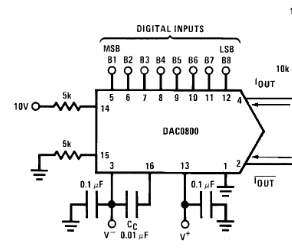 DIGITAL INPUTS
MSB LSB
B1 B2 B3 B4 B5 B6 B7 B8
10k
5k
IOUT
5 6 7 8 9 10 11 12 4
10V
14
DAC0800
5k
15
3 16 13 1 2
IOUT
0.1 µF 0.1 µF
CC
0.01 µF
V− V+